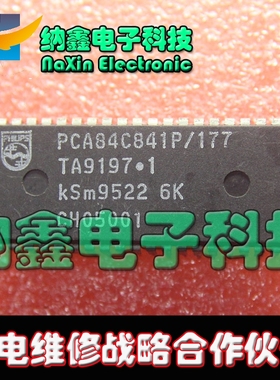 纳鑫电子科技
NaXin Electronic
PHILIPS
PCA84C841P/177
TA9197•1
kSm9522 6K
CH05001
纳鑫电子科技
电维修战略合作伙